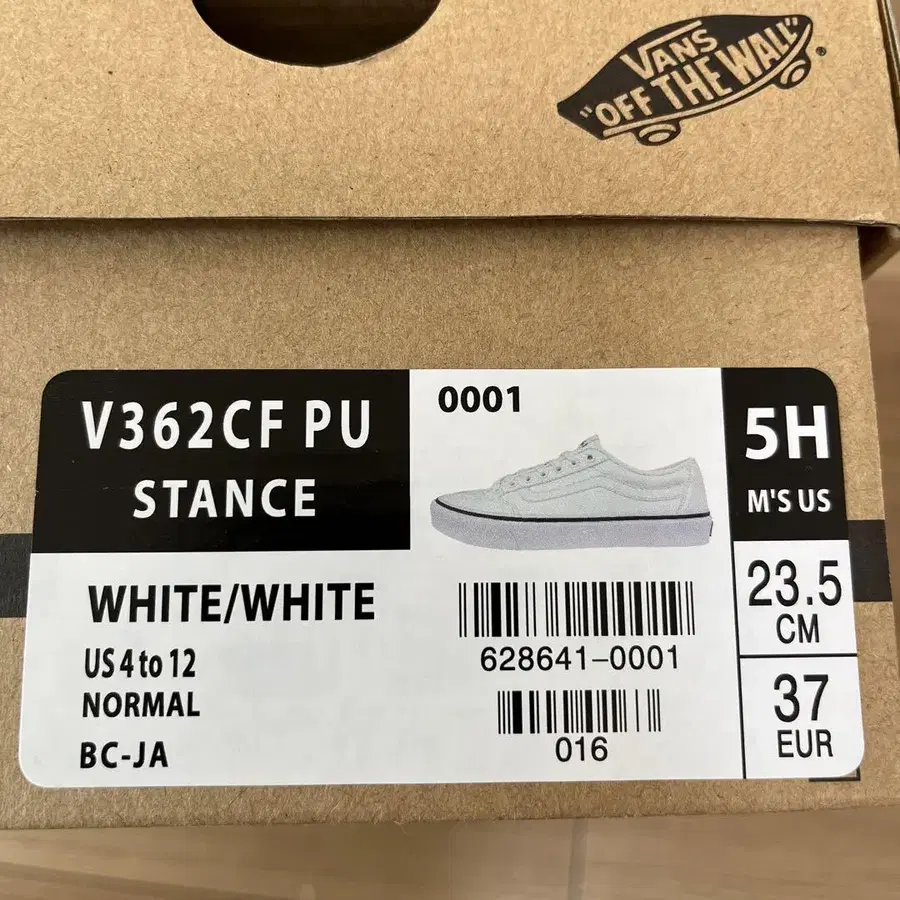 VANS
"OFF THE WALL"
V362CF PU
STANCE
0001
5H
M'S US
WHITE/WHITE
US 4 to 12
NORMAL
BC-JA
628641-0001
016
23.5
CM
37
EUR